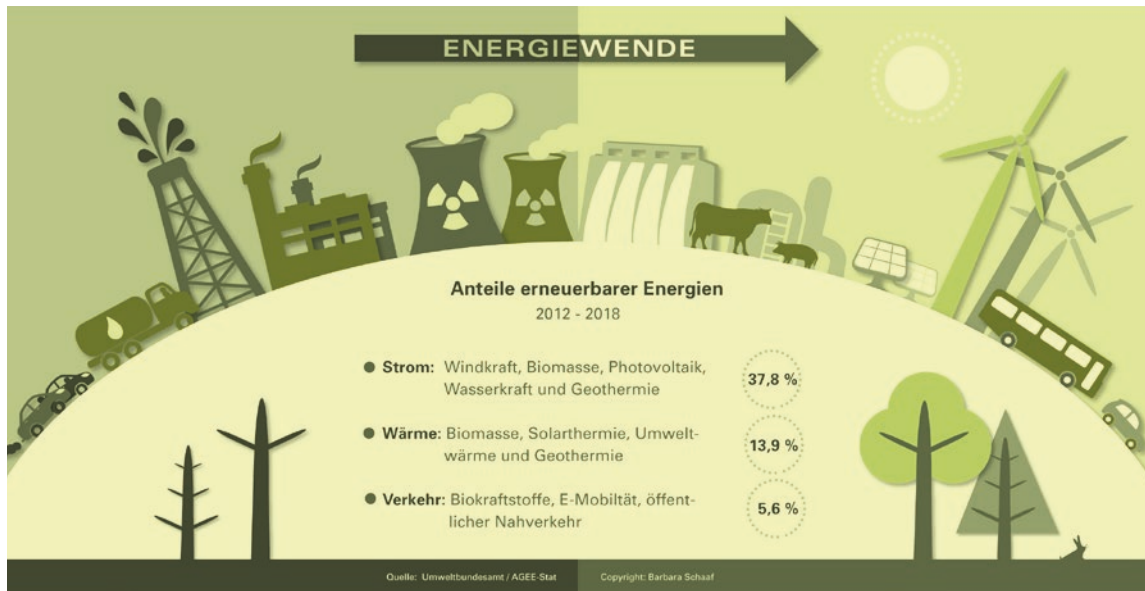 ENERGIEWENDE
Anteile erneuerbarer Energien
2012 - 2018
Strom: Windkraft, Biomasse, Photovoltaik,
Wasserkraft und Geothermie
37,8 %
Wärme: Biomasse, Solarthermie, Umwelt-
wärme und Geothermie
13,9 %
Verkehr: Biokraftstoffe, E-Mobiltät, öffent-
licher Nahverkehr
5,6 %
Quelle: Umweltbundesamt / AGEE-Stat
Copyright: Barbara Schaaf